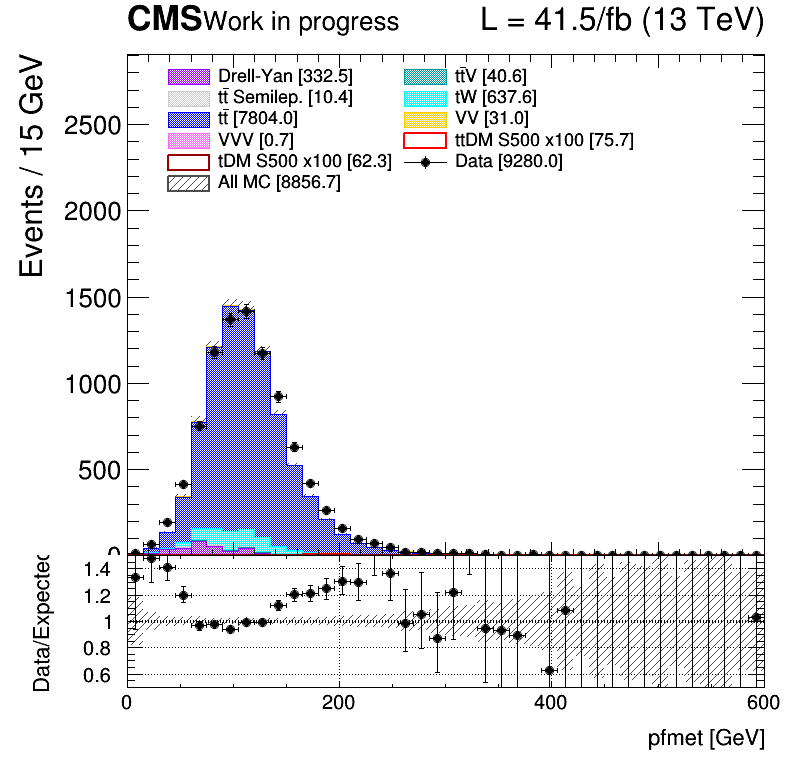 CMS Work in progress L = 41.5/fb (13 TeV)
Events / 15 GeV
Drell-Yan [332.5] tt̄V [40.6]
tt̄ Semilep. [10.4] tW [637.6]
tt̄ [7804.0] VV [31.0]
VVV [0.7] ttDM S500 x100 [75.7]
tDM S500 x100 [62.3] Data [9280.0]
All MC [8856.7]
2500
2000
1500
1000
500
0
Data/Expected
1.4
1.2
1
0.8
0.6
0 200 400 600
pfmet [GeV]